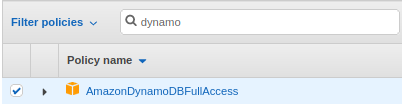 Filter policies dynamo
Policy name
AmazonDynamoDBFullAccess